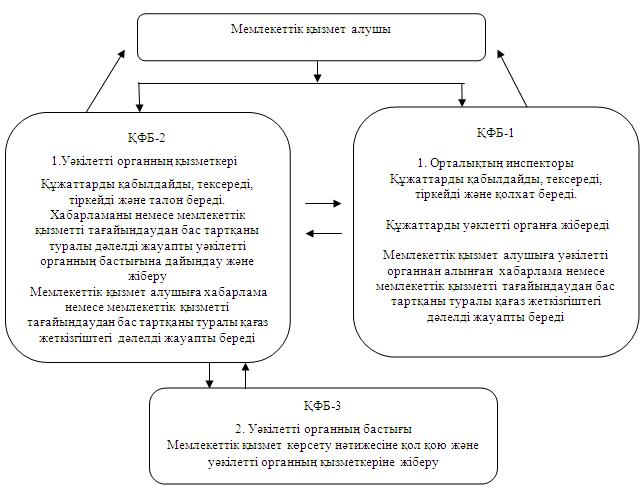 Мемлекеттік қызмет алушы
ҚФБ-2
1.Уәкілетті органның қызметкері
Құжаттарды қабылдайды, тексереді,
тіркейді және талон береді.
Хабарламаны немесе мемлекеттік
қызметті тағайындаудан бас тартқаны
туралы дәлелді жауапты уәкілетті
органның бастығына дайындау және
жіберу
Мемлекеттік қызмет алушыға хабарлама
немесе мемлекеттік қызметті
тағайындаудан бас тартқаны туралы қағаз
жеткізгіштегі дәлелді жауапты береді
ҚФБ-1
1. Орталықтың инспекторы
Құжаттарды қабылдайды, тексереді,
тіркейді және қолхат береді.
Құжаттарды уәклетті органға жібереді
Мемлекеттік қызмет алушыға уәкілетті
органнан алынған хабарлама немесе
мемлекеттік қызметті тағайындаудан бас
тартқаны туралы қағаз жеткізгіштегі
дәлелді жауапты береді
ҚФБ-3
2. Уәкілетті органның бастығы
Мемлекеттік қызмет көрсету нәтижесіне қол қою және
уәкілетті органның қызметкеріне жіберу